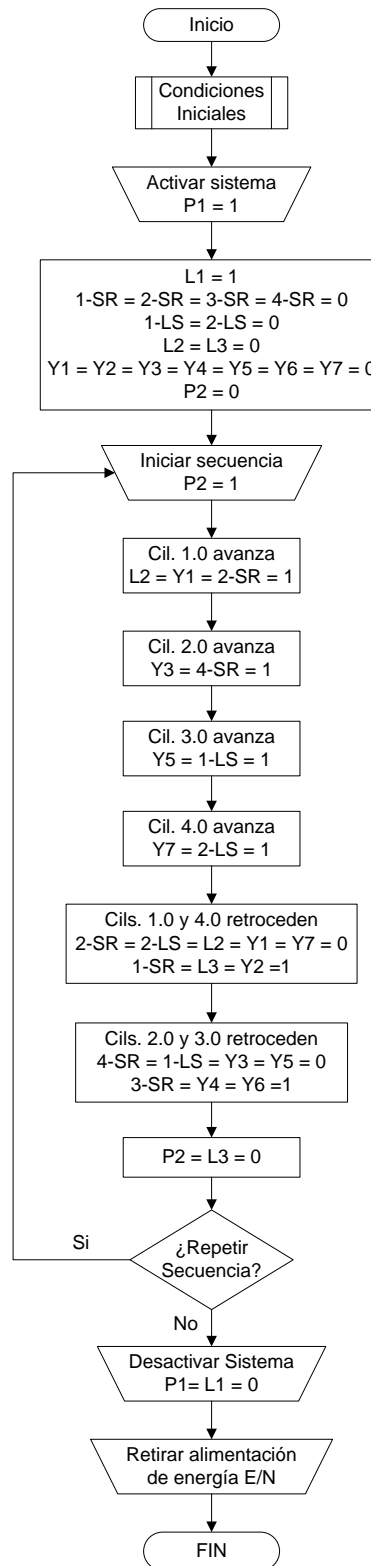 Inicio
Condiciones
Iniciales
Activar sistema
P1 = 1
L1 = 1
1-SR = 2-SR = 3-SR = 4-SR = 0
1-LS = 2-LS = 0
L2 = L3 = 0
Y1 = Y2 = Y3 = Y4 = Y5 = Y6 = Y7 = 0
P2 = 0
Iniciar secuencia
P2 = 1
Cil. 1.0 avanza
L2 = Y1 = 2-SR = 1
Cil. 2.0 avanza
Y3 = 4-SR = 1
Cil. 3.0 avanza
Y5 = 1-LS = 1
Cil. 4.0 avanza
Y7 = 2-LS = 1
Cils. 1.0 y 4.0 retroceden
2-SR = 2-LS = L2 = Y1 = Y7 = 0
1-SR = L3 = Y2 =1
Cils. 2.0 y 3.0 retroceden
4-SR = 1-LS = Y3 = Y5 = 0
3-SR = Y4 = Y6 =1
P2 = L3 = 0
Si
¿Repetir
Secuencia?
No
Desactivar Sistema
P1= L1 = 0
Retirar alimentación
de energía E/N
FIN